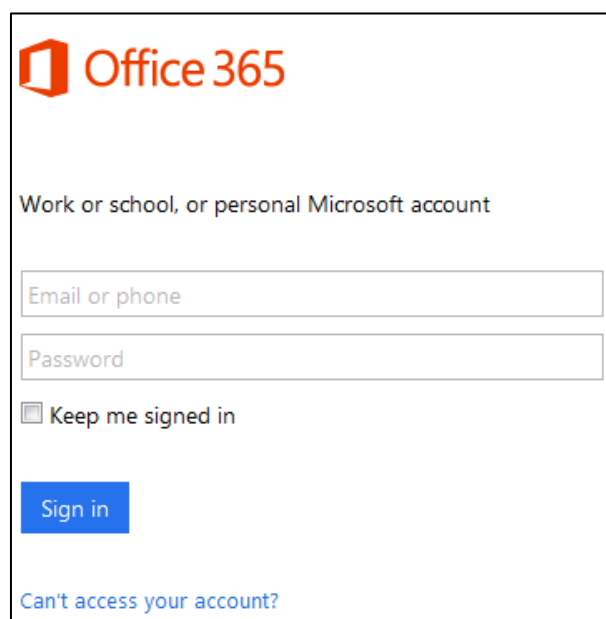 Office 365
Work or school, or personal Microsoft account
Email or phone
Password
Keep me signed in
Sign in
Can't access your account?